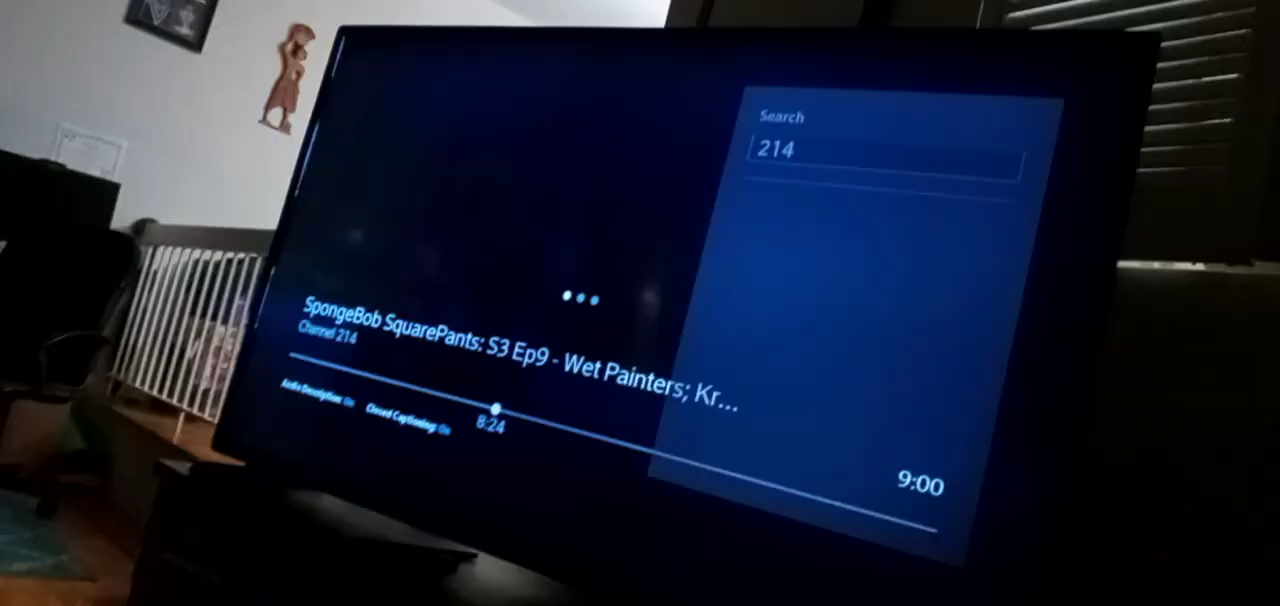 Search
214
SpongeBob SquarePants: S3 Ep9 - Wet Painters; Kr...
Channel 214
Audio Description: On Closed Captioning: On
8:24
9:00